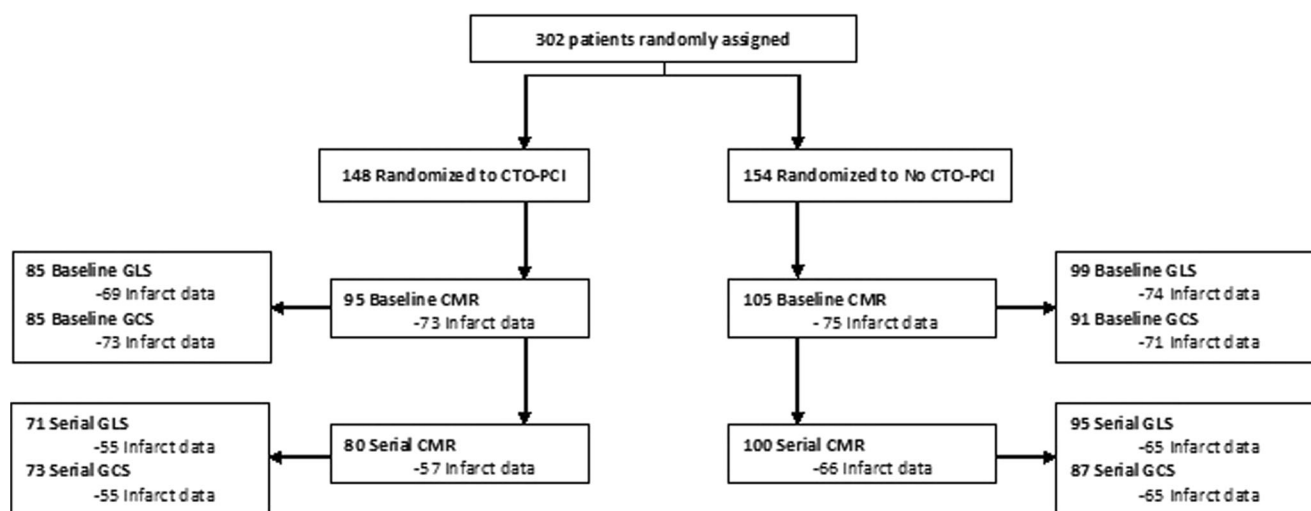 302 patients randomly assigned
148 Randomized to CTO-PCI
154 Randomized to No CTO-PCI
85 Baseline GLS
-69 Infarct data
85 Baseline GCS
-73 Infarct data
95 Baseline CMR
-73 Infarct data
105 Baseline CMR
-75 Infarct data
99 Baseline GLS
-74 Infarct data
91 Baseline GCS
-71 Infarct data
71 Serial GLS
-55 Infarct data
73 Serial GCS
-55 Infarct data
80 Serial CMR
-57 Infarct data
100 Serial CMR
-66 Infarct data
95 Serial GLS
-65 Infarct data
87 Serial GCS
-65 Infarct data